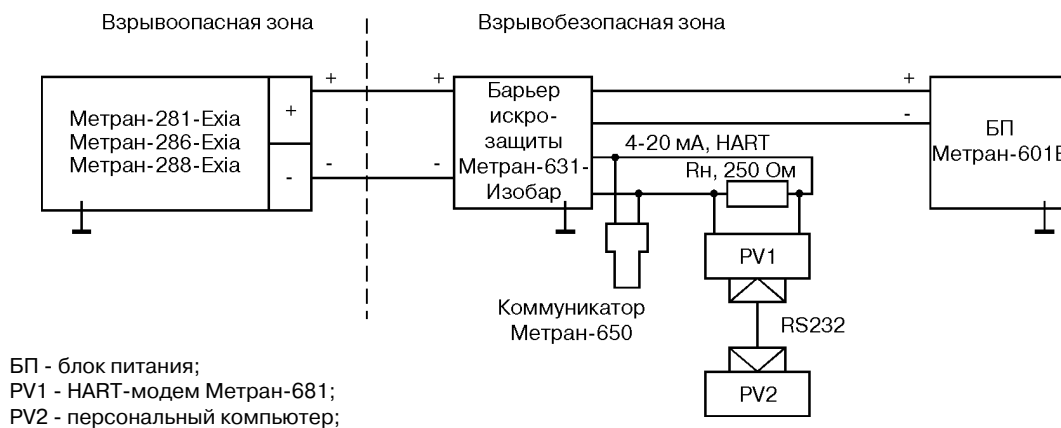 Взрывоопасная зона
Взрывобезопасная зона
Метран-281-Exia
Метран-286-Exia
Метран-288-Exia
+
-
+
-
+
-
Барьер
искро-
защиты
Метран-631-
Изобар
+
-
БП
Метран-601Е
4-20 мА, HART
Rн, 250 Ом
PV1
Коммуникатор
Метран-650
RS232
PV2
БП - блок питания;
PV1 - HART-модем Метран-681;
PV2 - персональный компьютер;